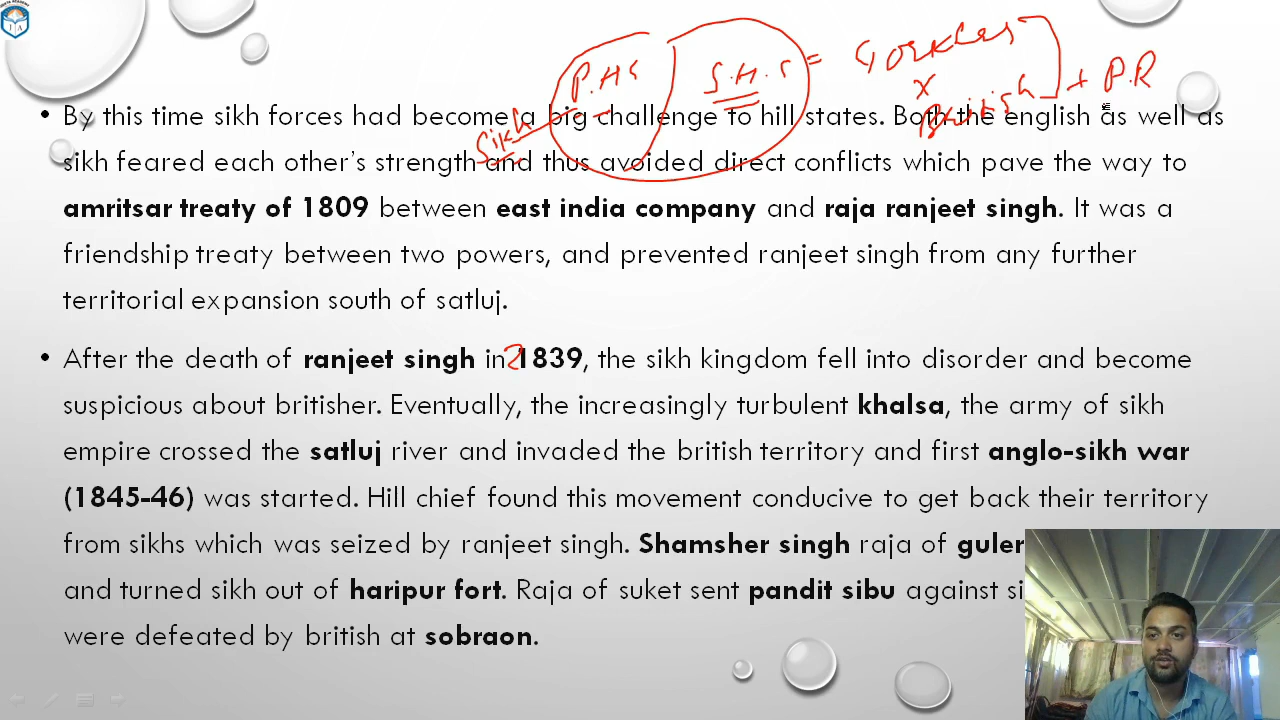 P.H.S S.H.S = Gorkhas
x
British + P.R
Sikh
• By this time sikh forces had become a big challenge to hill states. Both the english as well as
sikh feared each other's strength and thus avoided direct conflicts which pave the way to
amritsar treaty of 1809 between east india company and raja ranjeet singh. It was a
friendship treaty between two powers, and prevented ranjeet singh from any further
territorial expansion south of satluj.
• After the death of ranjeet singh in 1839, the sikh kingdom fell into disorder and become
suspicious about britisher. Eventually, the increasingly turbulent khalsa, the army of sikh
empire crossed the satluj river and invaded the british territory and first anglo-sikh war
(1845-46) was started. Hill chief found this movement conducive to get back their territory
from sikhs which was seized by ranjeet singh. Shamsher singh raja of guler
and turned sikh out of haripur fort. Raja of suket sent pandit sibu against si
were defeated by british at sobraon.